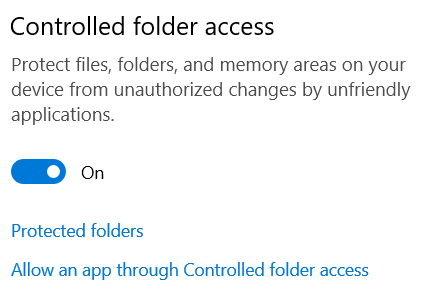 Controlled folder access
Protect files, folders, and memory areas on your
device from unauthorized changes by unfriendly
applications.
On
Protected folders
Allow an app through Controlled folder access